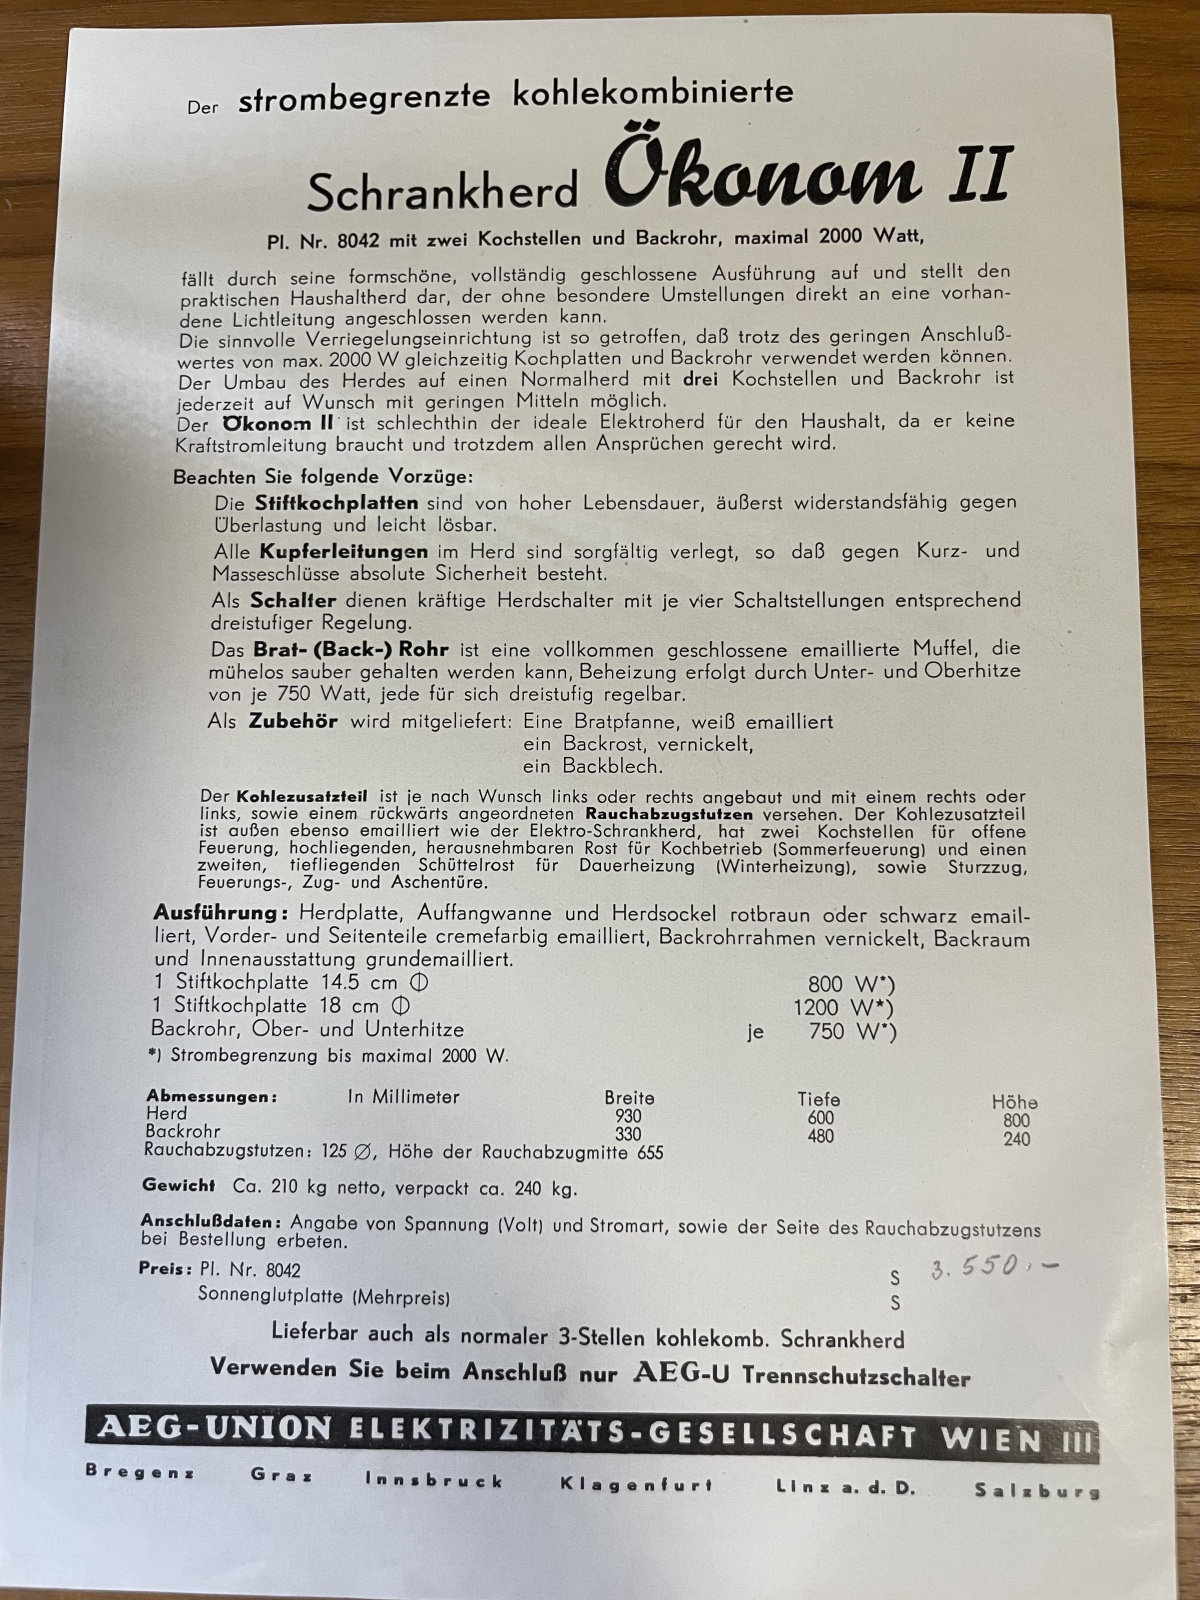 Der strombegrenzte kohlekombinierte
Schrankherd Ökonom II
Pl. Nr. 8042 mit zwei Kochstellen und Backrohr, maximal 2000 Watt,
fällt durch seine formschöne, vollständig geschlossene Ausführung auf und stellt den
praktischen Haushaltherd dar, der ohne besondere Umstellungen direkt an eine vorhan-
dene Lichtleitung angeschlossen werden kann.
Die sinnvolle Verriegelungseinrichtung ist so getroffen, daß trotz des geringen Anschluß-
wertes von max. 2000 W gleichzeitig Kochplatten und Backrohr verwendet werden können.
Der Umbau des Herdes auf einen Normalherd mit drei Kochstellen und Backrohr ist
jederzeit auf Wunsch mit geringen Mitteln möglich.
Der Ökonom II ist schlechthin der ideale Elektroherd für den Haushalt, da er keine
Kraftstromleitung braucht und trotzdem allen Ansprüchen gerecht wird.
Beachten Sie folgende Vorzüge:
Die Stiftkochplatten sind von hoher Lebensdauer, äußerst widerstandsfähig gegen
Überlastung und leicht lösbar.
Alle Kupferleitungen im Herd sind sorgfältig verlegt, so daß gegen Kurz- und
Masseschlüsse absolute Sicherheit besteht.
Als Schalter dienen kräftige Herdschalter mit je vier Schaltstellungen entsprechend
dreistufiger Regelung.
Das Brat- (Back-) Rohr ist eine vollkommen geschlossene emaillierte Muffel, die
mühelos sauber gehalten werden kann, Beheizung erfolgt durch Unter- und Oberhitze
von je 750 Watt, jede für sich dreistufig regelbar.
Als Zubehör wird mitgeliefert: Eine Bratpfanne, weiß emailliert
ein Backrost, vernickelt,
ein Backblech.
Der Kohlezusatzteil ist je nach Wunsch links oder rechts angebaut und mit einem rechts oder
links, sowie einem rückwärts angeordneten Rauchabzugstutzen versehen. Der Kohlezusatzteil
ist außen ebenso emailliert wie der Elektro-Schrankherd, hat zwei Kochstellen für offene
Feuerung, hochliegenden, herausnehmbaren Rost für Kochbetrieb (Sommerfeuerung) und einen
zweiten, tiefliegenden Schüttelrost für Dauerheizung (Winterheizung), sowie Sturzzug,
Feuerungs-, Zug- und Aschentüre.
Ausführung: Herdplatte, Auffangwanne und Herdsockel rotbraun oder schwarz email-
liert, Vorder- und Seitenteile cremefarbig emailliert, Backrohrrahmen vernickelt, Backraum
und Innenausstattung grundemailliert.
1 Stiftkochplatte 14.5 cm ⌀ 800 W*)
1 Stiftkochplatte 18 cm ⌀ 1200 W*)
Backrohr, Ober- und Unterhitze je 750 W*)
*) Strombegrenzung bis maximal 2000 W.
Abmessungen: In Millimeter Breite Tiefe Höhe
Herd 930 600 800
Backrohr 330 480 240
Rauchabzugstutzen: 125 ⌀, Höhe der Rauchabzugmitte 655
Gewicht Ca. 210 kg netto, verpackt ca. 240 kg.
Anschlußdaten: Angabe von Spannung (Volt) und Stromart, sowie der Seite des Rauchabzugstutzens
bei Bestellung erbeten.
Preis: Pl. Nr. 8042 S 3.550.-
Sonnenglutplatte (Mehrpreis) S
Lieferbar auch als normaler 3-Stellen kohlekomb. Schrankherd
Verwenden Sie beim Anschluß nur AEG-U Trennschutzschalter
AEG-UNION ELEKTRIZITÄTS-GESELLSCHAFT WIEN III
Bregenz Graz Innsbruck Klagenfurt Linz a. d. D. Salzburg